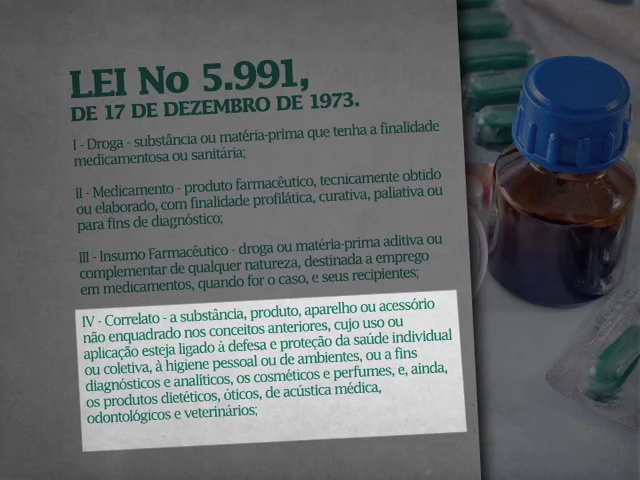 LEI No 5.991,
DE 17 DE DEZEMBRO DE 1973.
I - Droga - substância ou matéria-prima que tenha a finalidade
medicamentosa ou sanitária;
II - Medicamento - produto farmacêutico, tecnicamente obtido
ou elaborado, com finalidade profilática, curativa, paliativa ou
para fins de diagnóstico;
III - Insumo Farmacêutico - droga ou matéria-prima aditiva ou
complementar de qualquer natureza, destinada a emprego
em medicamentos, quando for o caso, e seus recipientes;
IV - Correlato - a substância, produto, aparelho ou acessório
não enquadrado nos conceitos anteriores, cujo uso ou
aplicação esteja ligado à defesa e proteção da saúde individual
ou coletiva, à higiene pessoal ou de ambientes, ou a fins
diagnósticos e analíticos, os cosméticos e perfumes, e, ainda,
os produtos dietéticos, óticos, de acústica médica,
odontológicos e veterinários;